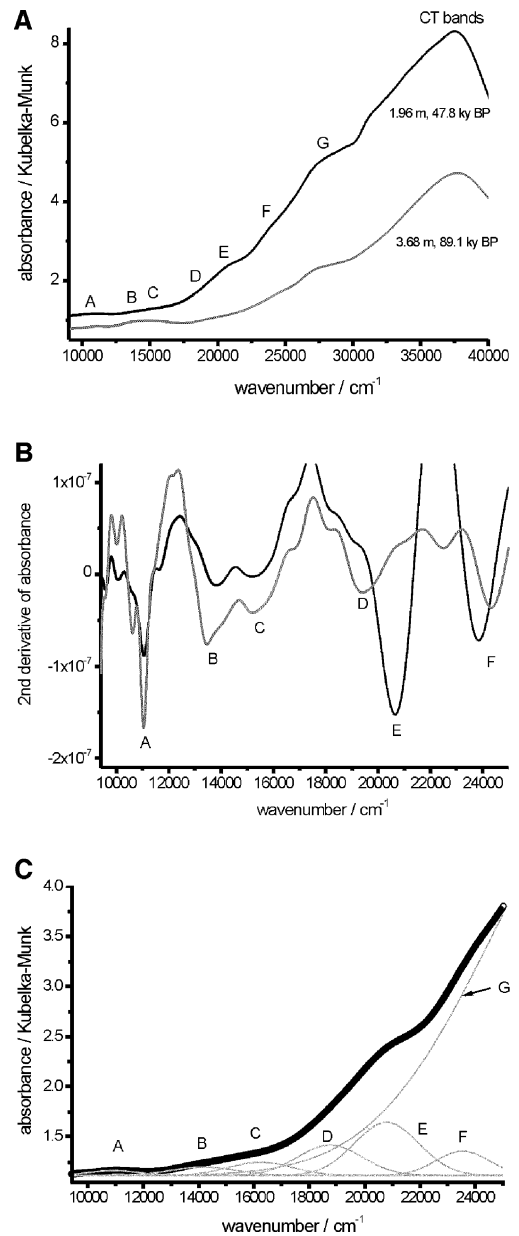 A
CT bands
8
6
4
2
absorbance / Kubelka-Munk
1.96 m, 47.8 ky BP
3.68 m, 89.1 ky BP
A
B
C
D
E
F
G
10000 15000 20000 25000 30000 35000 40000
wavenumber / cm-1
B
1x10-7
0
-1x10-7
-2x10-7
2nd derivative of absorbance
A
B
C
D
E
F
10000 12000 14000 16000 18000 20000 22000 24000
wavenumber / cm-1
C
4.0
3.5
3.0
2.5
2.0
1.5
absorbance / Kubelka-Munk
A
B
C
D
E
F
G
10000 12000 14000 16000 18000 20000 22000 24000
wavenumber / cm-1